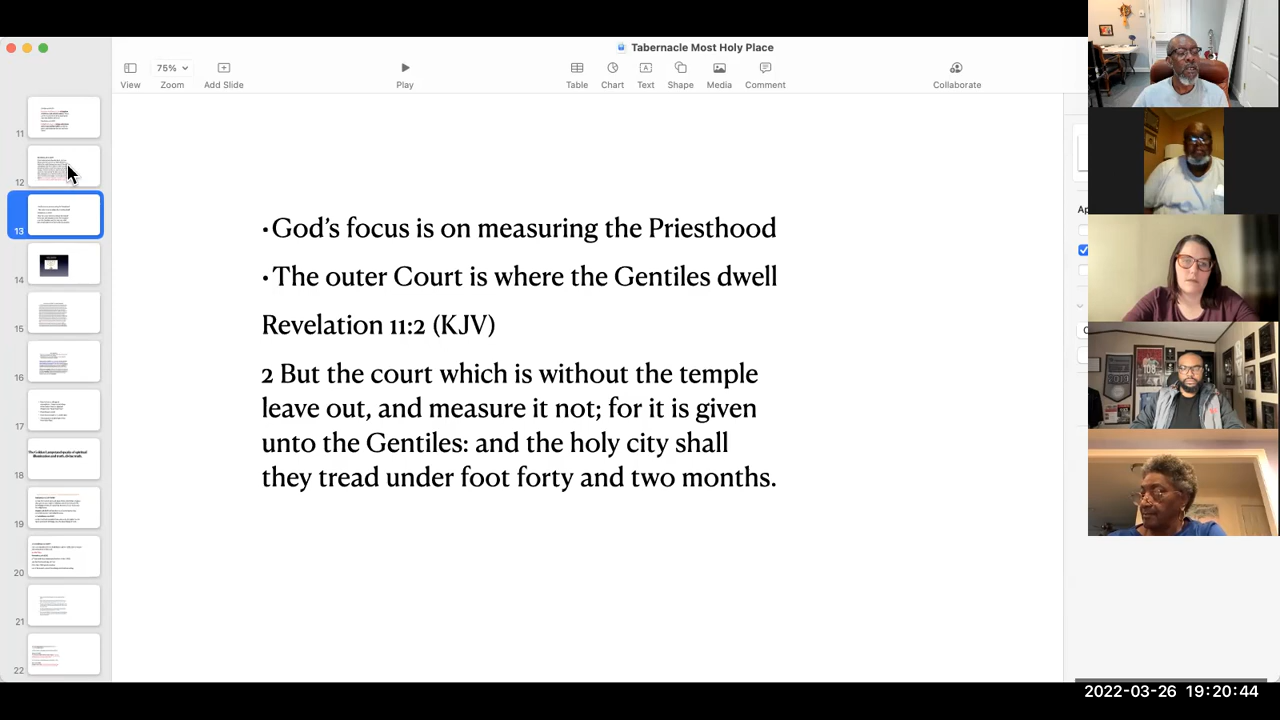 Tabernacle Most Holy Place
75%
View
Zoom
Add Slide
Play
Table
Chart
Text
Shape
Media
Comment
Collaborate
11
12
13
14
15
16
17
18
19
20
21
22
• God’s focus is on measuring the Priesthood
• The outer Court is where the Gentiles dwell
Revelation 11:2 (KJV)
2 But the court which is without the temple
leave out, and measure it not; for it is given
unto the Gentiles: and the holy city shall
they tread under foot forty and two months.
2022-03-26 19:20:44